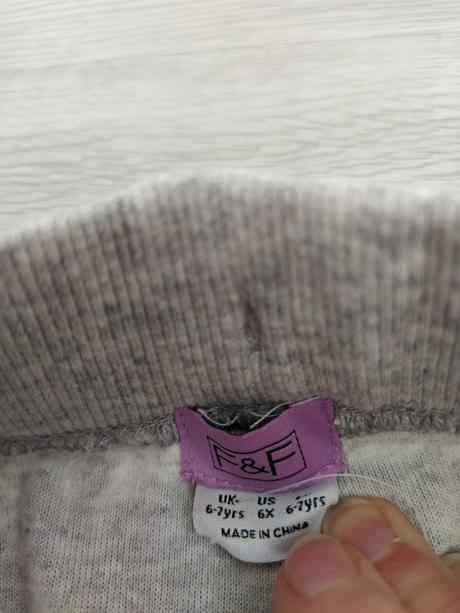 F&F
UK US
6-7yrs 6X 6-7yrs
MADE IN CHINA